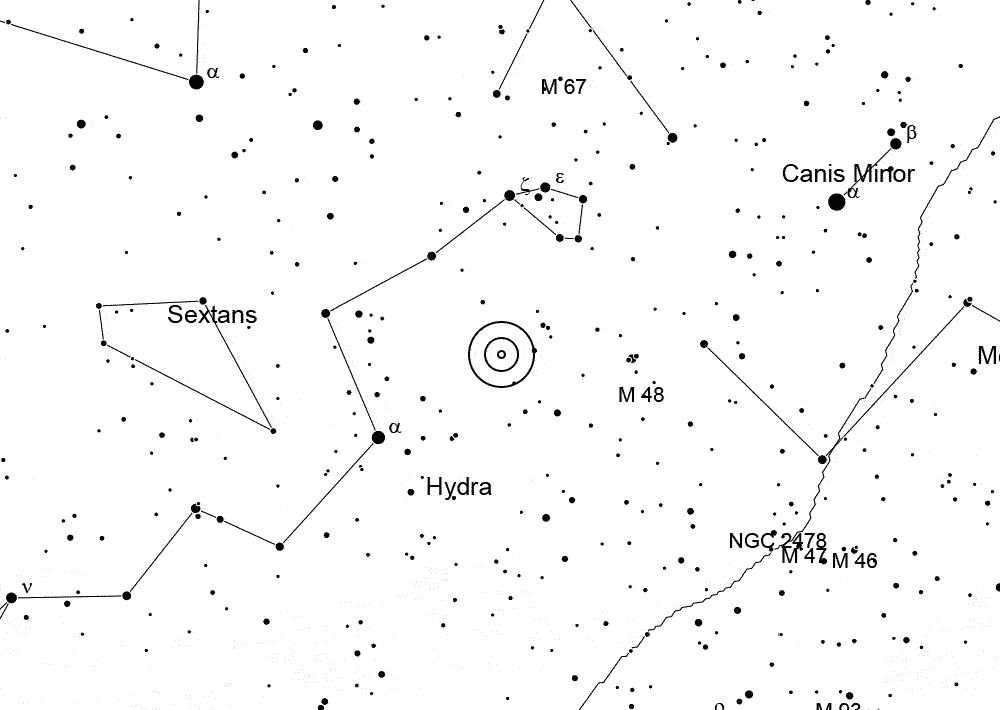 α
M 67
β
Canis Minor
α
ζ
ε
Sextans
M 48
α
Hydra
NGC 2478
M 47
M 46
ν